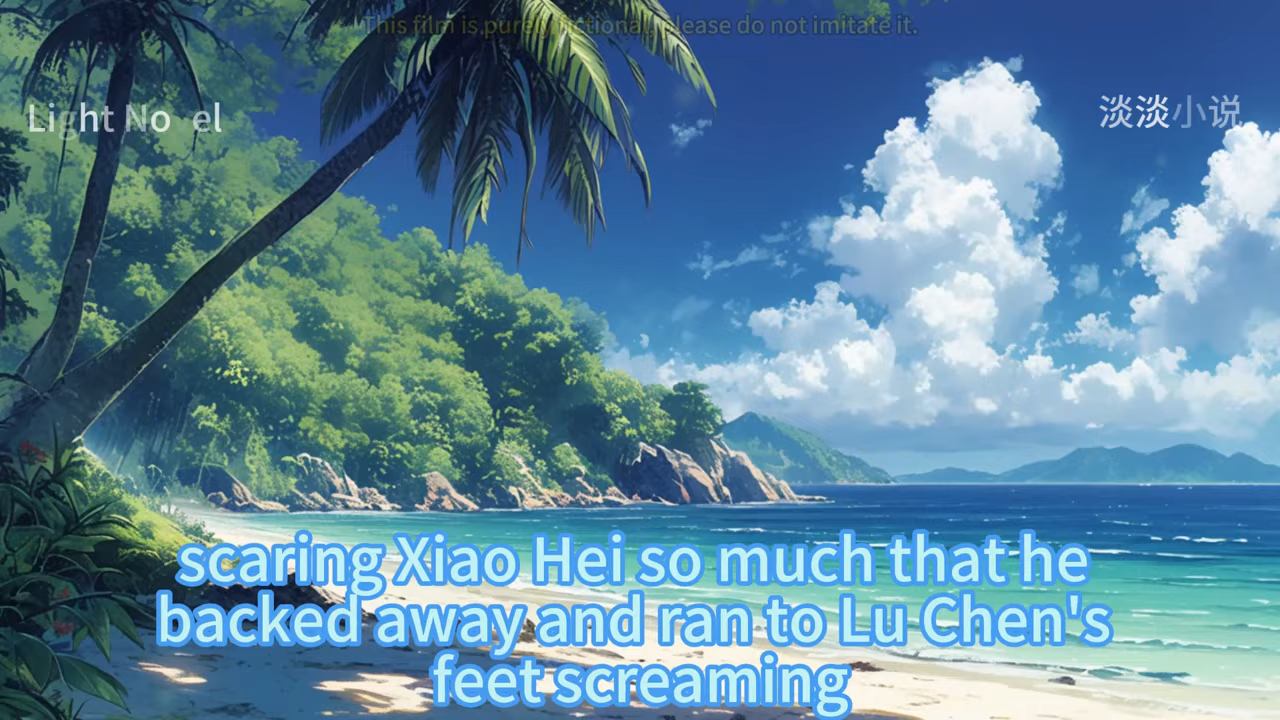 This film is purely fictional, please do not imitate it.
Light No el
淡淡小说
scaring Xiao Hei so much that he
backed away and ran to Lu Chen's
feet screaming